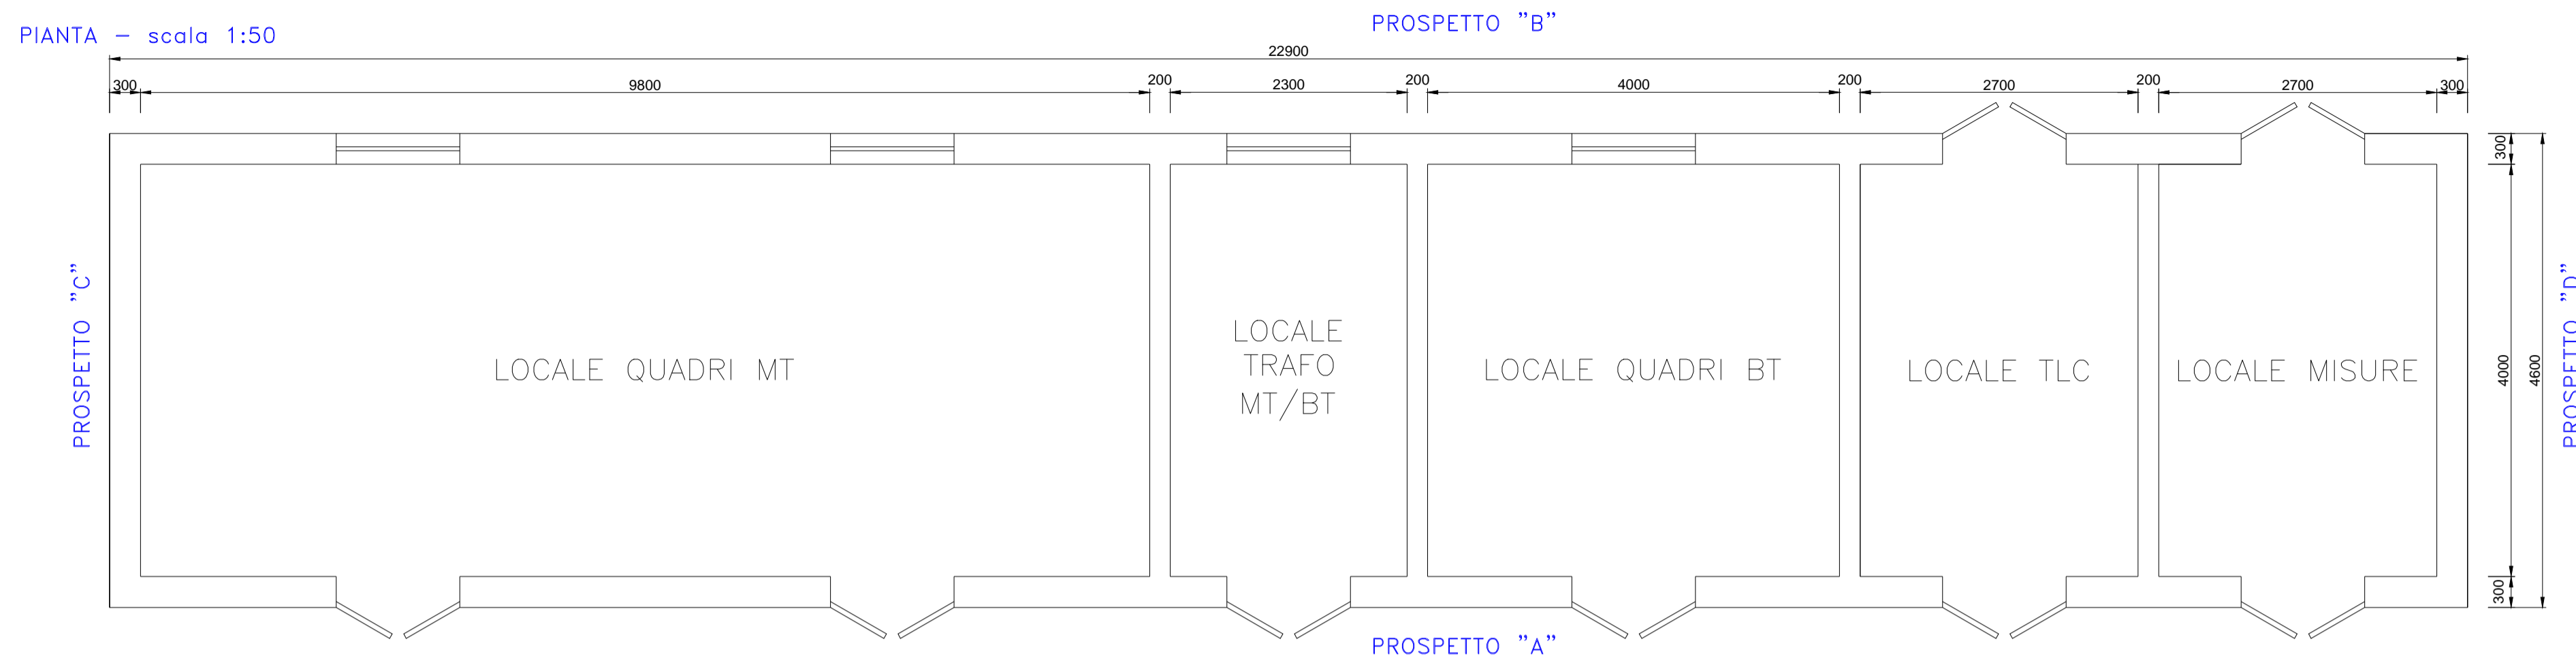 PROSPETTO "B"
PIANTA – scala 1:50
22900
300 9800 200 2300 200 4000 200 2700 200 2700 300
300
PROSPETTO "C"
LOCALE QUADRI MT
LOCALE
TRAFO
MT/BT
LOCALE QUADRI BT
LOCALE TLC
LOCALE MISURE
4000
4600
PROSPETTO "D"
300
PROSPETTO "A"